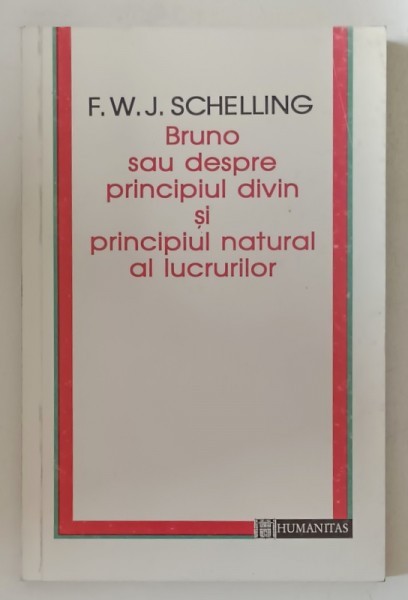 F. W. J. SCHELLING
Bruno
sau despre
principiul divin
și
principiul natural
al lucrurilor
HUMANITAS